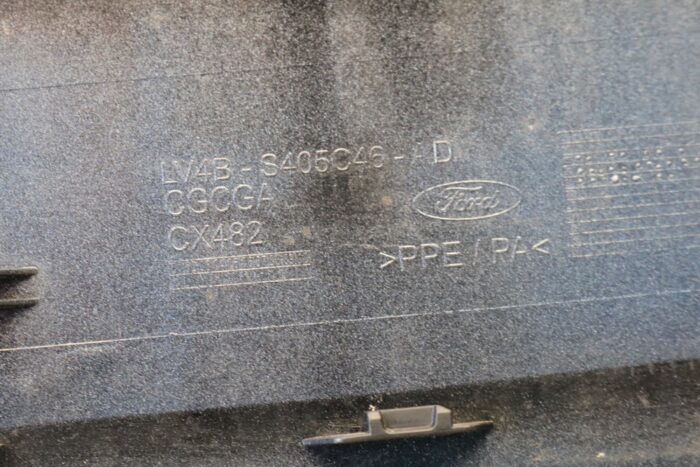 LV4B - S405C46 - AD
CGCGA
Ford
CX482
>PPE / PA<